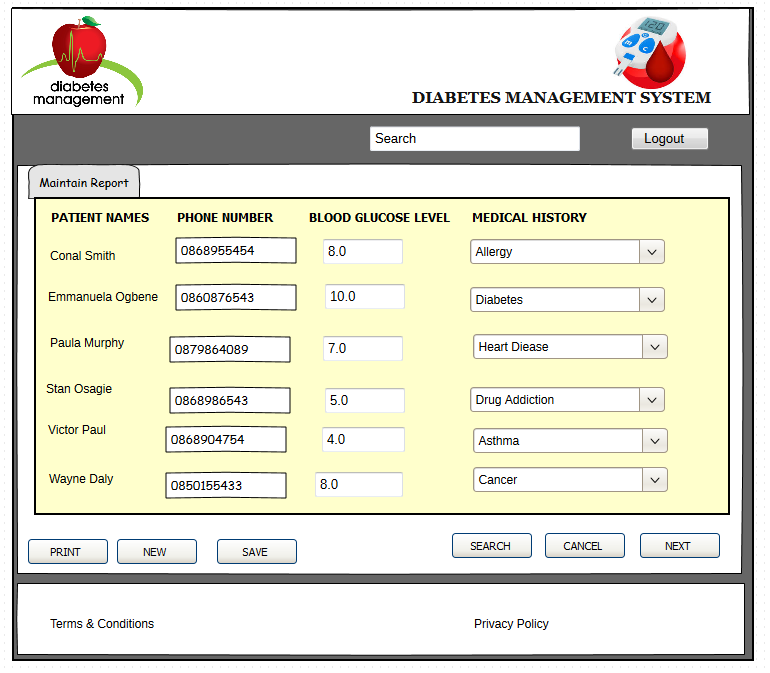 diabetes
management
DIABETES MANAGEMENT SYSTEM
Search Logout
Maintain Report
PATIENT NAMES PHONE NUMBER BLOOD GLUCOSE LEVEL MEDICAL HISTORY
Conal Smith 0868955454 8.0 Allergy
Emmanuela Ogbene 0860876543 10.0 Diabetes
Paula Murphy 0879864089 7.0 Heart Diease
Stan Osagie 0868986543 5.0 Drug Addiction
Victor Paul 0868904754 4.0 Asthma
Wayne Daly 0850155433 8.0 Cancer
PRINT NEW SAVE SEARCH CANCEL NEXT
Terms & Conditions Privacy Policy